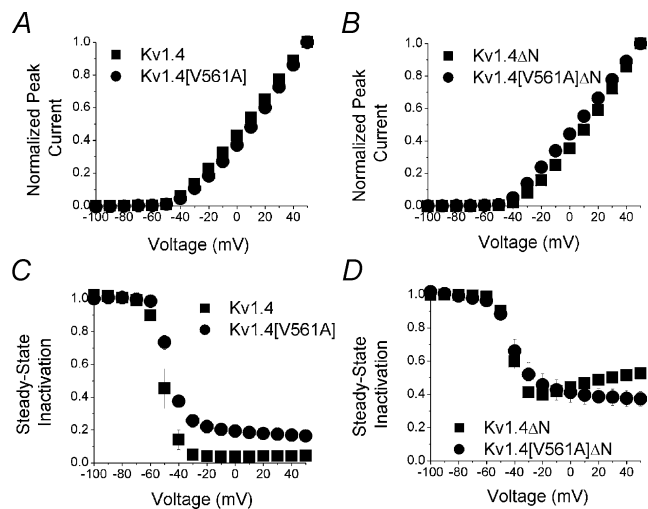 A
B
Kv1.4
Kv1.4[V561A]
Kv1.4ΔN
Kv1.4[V561A]ΔN
Normalized Peak
Current
Normalized Peak
Current
1.0
0.8
0.6
0.4
0.2
0.0
1.0
0.8
0.6
0.4
0.2
0.0
-100 -80 -60 -40 -20 0 20 40
-100 -80 -60 -40 -20 0 20 40
Voltage (mV)
Voltage (mV)
C
D
Kv1.4
Kv1.4[V561A]
Steady-State
Inactivation
Steady-State
Inactivation
1.0
0.8
0.6
0.4
0.2
0.0
1.0
0.8
0.6
0.4
0.2
0.0
Kv1.4ΔN
Kv1.4[V561A]ΔN
-100 -80 -60 -40 -20 0 20 40
-100 -80 -60 -40 -20 0 20 40
Voltage (mV)
Voltage (mV)